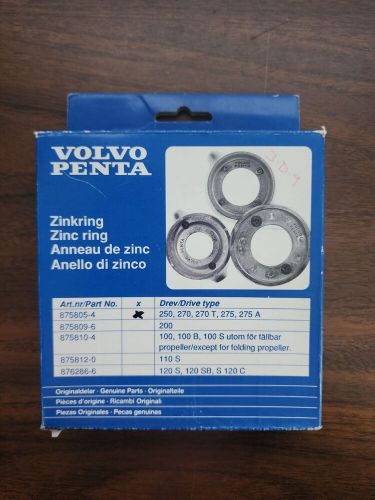 VOLVO
PENTA
3.D.9
Zinkring
Zinc ring
Anneau de zinc
Anello di zinco
Art.nr/Part No. x Drev/Drive type
875805-4 x 250, 270, 270 T, 275, 275 A
875809-6 200
875810-4 100, 100 B, 100 S utom för fällbar
propeller/except for folding propeller.
875812-0 110 S
876286-6 120 S, 120 SB, S 120 C
Originaldelar · Genuine Parts · Originalteile
Pièces d'origine · Ricambi Originali
Piezas Originales · Pecas genuinas